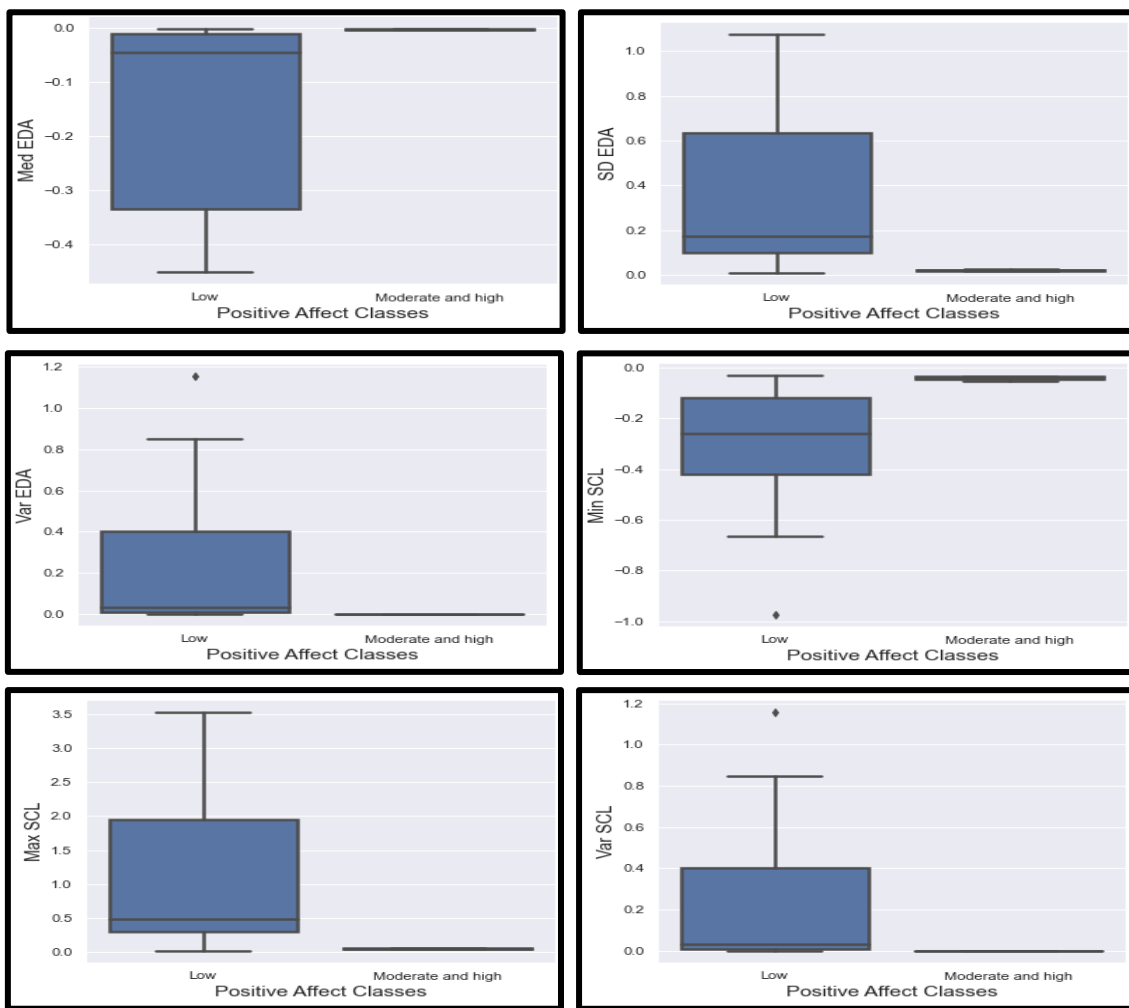 0.0
−0.1
−0.2
−0.3
−0.4
Med EDA
Low
Moderate and high
Positive Affect Classes
1.0
0.8
0.6
0.4
0.2
0.0
SD EDA
Low
Moderate and high
Positive Affect Classes
1.2
1.0
0.8
0.6
0.4
0.2
0.0
Var EDA
Low
Moderate and high
Positive Affect Classes
0.0
−0.2
−0.4
−0.6
−0.8
−1.0
Min SCL
Low
Moderate and high
Positive Affect Classes
3.5
3.0
2.5
2.0
1.5
1.0
0.5
0.0
Max SCL
Low
Moderate and high
Positive Affect Classes
1.2
1.0
0.8
0.6
0.4
0.2
0.0
Var SCL
Low
Moderate and high
Positive Affect Classes